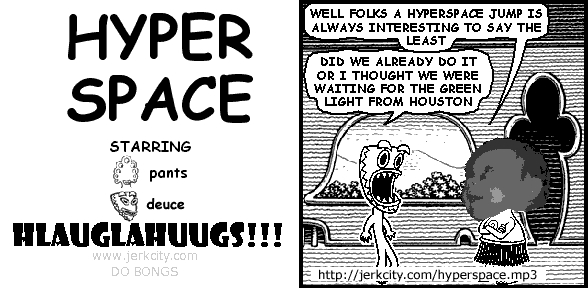 HYPER
SPACE
STARRING
pants
deuce
HLAUGLAHUUGS!!!
www.jerkcity.com
DO BONGS
WELL FOLKS A HYPERSPACE JUMP IS
ALWAYS INTERESTING TO SAY THE
LEAST
DID WE ALREADY DO IT
OR I THOUGHT WE WERE
WAITING FOR THE GREEN
LIGHT FROM HOUSTON
http://jerkcity.com/hyperspace.mp3